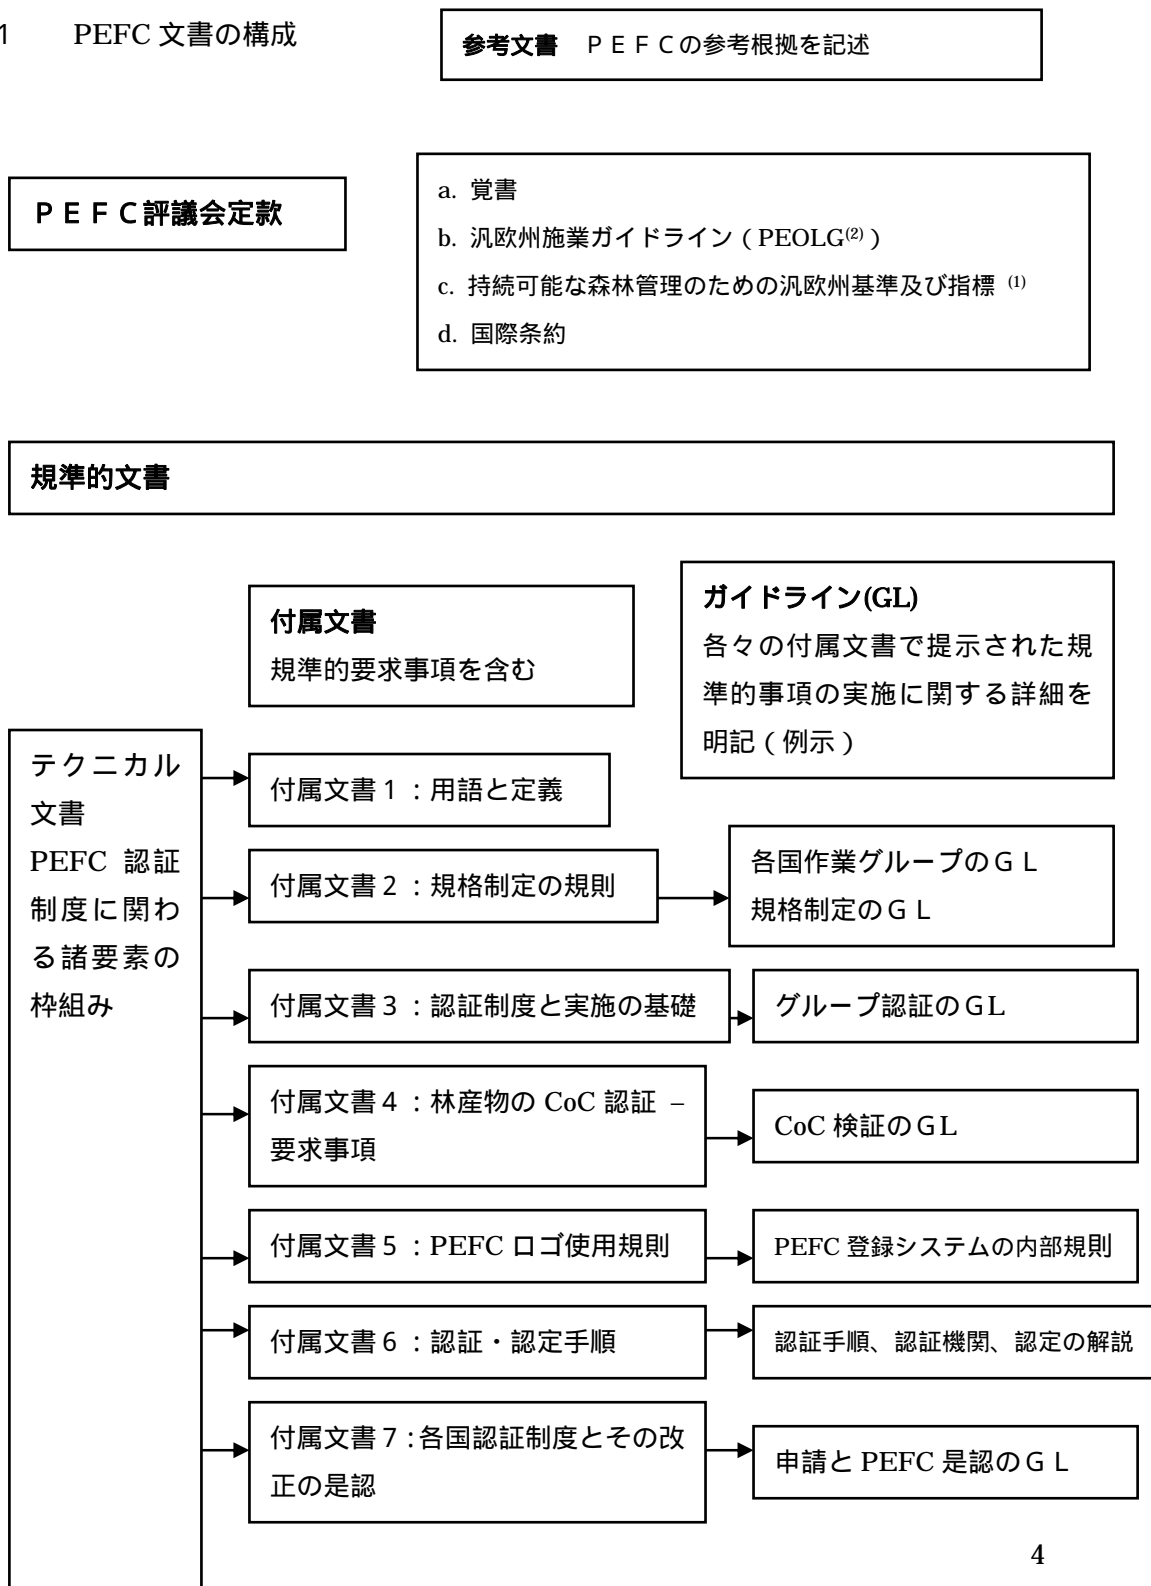 1 PEFC 文書の構成
参考文書 ＰＥＦＣの参考根拠を記述
ＰＥＦＣ評議会定款
a. 覚書
b. 汎欧州施業ガイドライン（PEOLG(2)）
c. 持続可能な森林管理のための汎欧州基準及び指標 (1)
d. 国際条約
規準的文書
付属文書
規準的要求事項を含む
ガイドライン(GL)
各々の付属文書で提示された規
準的事項の実施に関する詳細を
明記（例示）
テクニカル
文書
PEFC 認証
制度に関わ
る諸要素の
枠組み
付属文書１：用語と定義
付属文書２：規格制定の規則
各国作業グループのＧＬ
規格制定のＧＬ
付属文書３：認証制度と実施の基礎
グループ認証のＧL
付属文書４：林産物の CoC 認証 –
要求事項
CoC 検証のＧL
付属文書５：PEFC ロゴ使用規則
PEFC 登録システムの内部規則
付属文書６：認証・認定手順
認証手順、認証機関、認定の解説
付属文書７：各国認証制度とその改
正の是認
申請と PEFC 是認のＧＬ
4